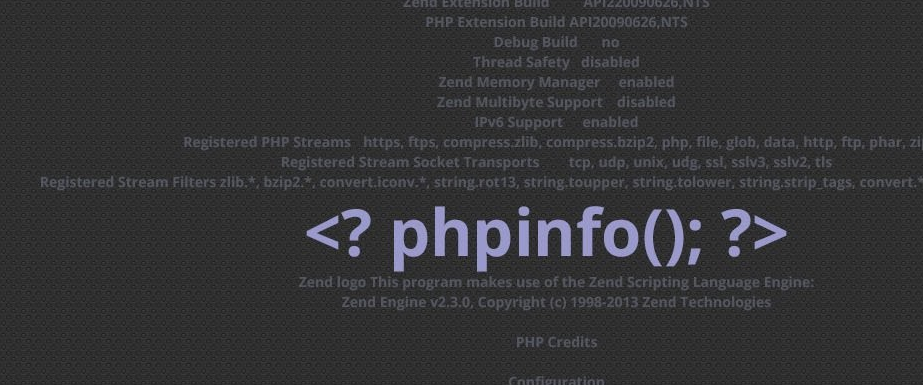 Zend Extension Build API220090626,NTS
PHP Extension Build API20090626,NTS
Debug Build no
Thread Safety disabled
Zend Memory Manager enabled
Zend Multibyte Support disabled
IPv6 Support enabled
Registered PHP Streams https, ftps, compress.zlib, compress.bzip2, php, file, glob, data, http, ftp, phar,
Registered Stream Socket Transports tcp, udp, unix, udg, ssl, sslv3, sslv2, tls
Registered Stream Filters zlib.*, bzip2.*, convert.iconv.*, string.rot13, string.toupper, string.tolower, string.strip_tags, convert.*
<? phpinfo(); ?>
Zend logo This program makes use of the Zend Scripting Language Engine:
Zend Engine v2.3.0, Copyright (c) 1998-2013 Zend Technologies
PHP Credits
Configuration